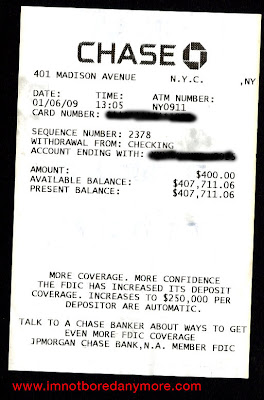 CHASE
401 MADISON AVENUE N.Y.C. ,NY
DATE: TIME: ATM NUMBER:
01/06/09 13:05 NY0911
CARD NUMBER:
SEQUENCE NUMBER: 2378
WITHDRAWAL FROM: CHECKING
ACCOUNT ENDING WITH:
AMOUNT: $400.00
AVAILABLE BALANCE: $407,711.06
PRESENT BALANCE: $407,711.06
MORE COVERAGE. MORE CONFIDENCE
THE FDIC HAS INCREASED ITS DEPOSIT
COVERAGE. INCREASES TO $250,000 PER
DEPOSITOR ARE AUTOMATIC.
TALK TO A CHASE BANKER ABOUT WAYS TO GET
EVEN MORE FDIC COVERAGE
JPMORGAN CHASE BANK,N.A. MEMBER FDIC
www.imnotboredanymore.com